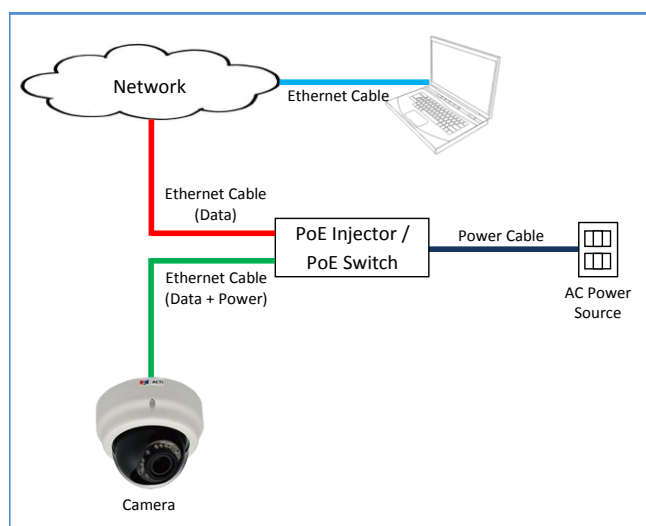 Network
Ethernet Cable
Ethernet Cable
(Data)
PoE Injector /
PoE Switch
Power Cable
Ethernet Cable
(Data + Power)
AC Power
Source
ACTi
Camera